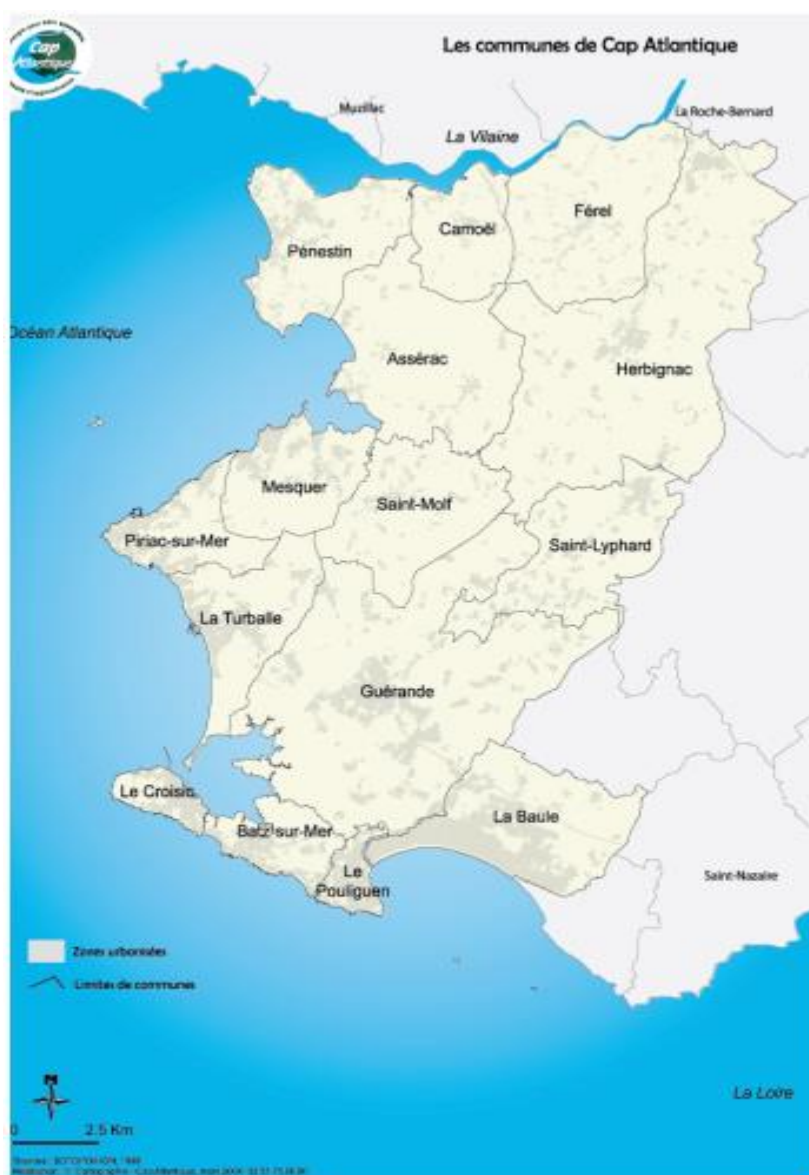 Cap
Atlantique
Les communes de Cap Atlantique
Muzillac
La Roche-Bernard
La Vilaine
Férel
Camoël
Pénestin
Océan Atlantique
Assérac
Herbignac
Mesquer
Saint-Molf
Piriac-sur-Mer
Saint-Lyphard
La Turballe
Guérande
Le Croisic
La Baule
Batz-sur-Mer
Le
Pouliguen
Saint-Nazaire
Zones urbanisées
Limites de communes
N
0 2.5 Km
La Loire